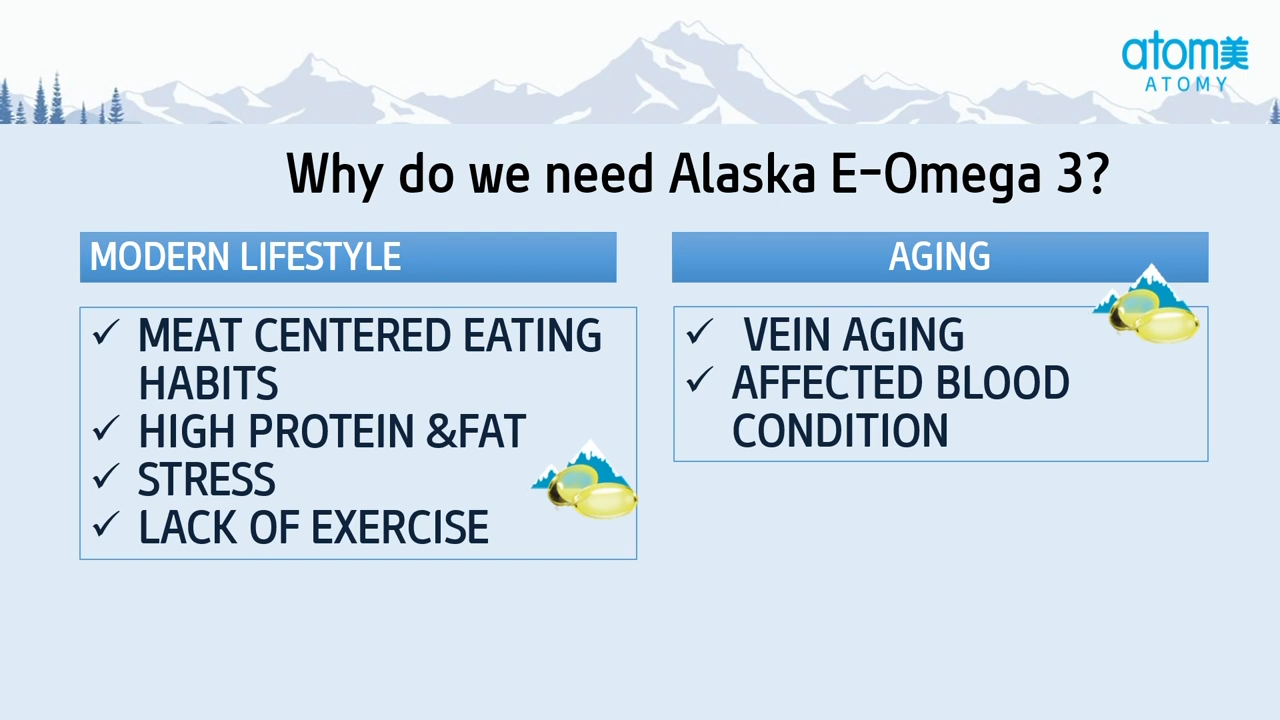 atom美
ATOMY
Why do we need Alaska E-Omega 3?
MODERN LIFESTYLE
✓ MEAT CENTERED EATING
HABITS
✓ HIGH PROTEIN &FAT
✓ STRESS
✓ LACK OF EXERCISE
AGING
✓ VEIN AGING
✓ AFFECTED BLOOD
CONDITION